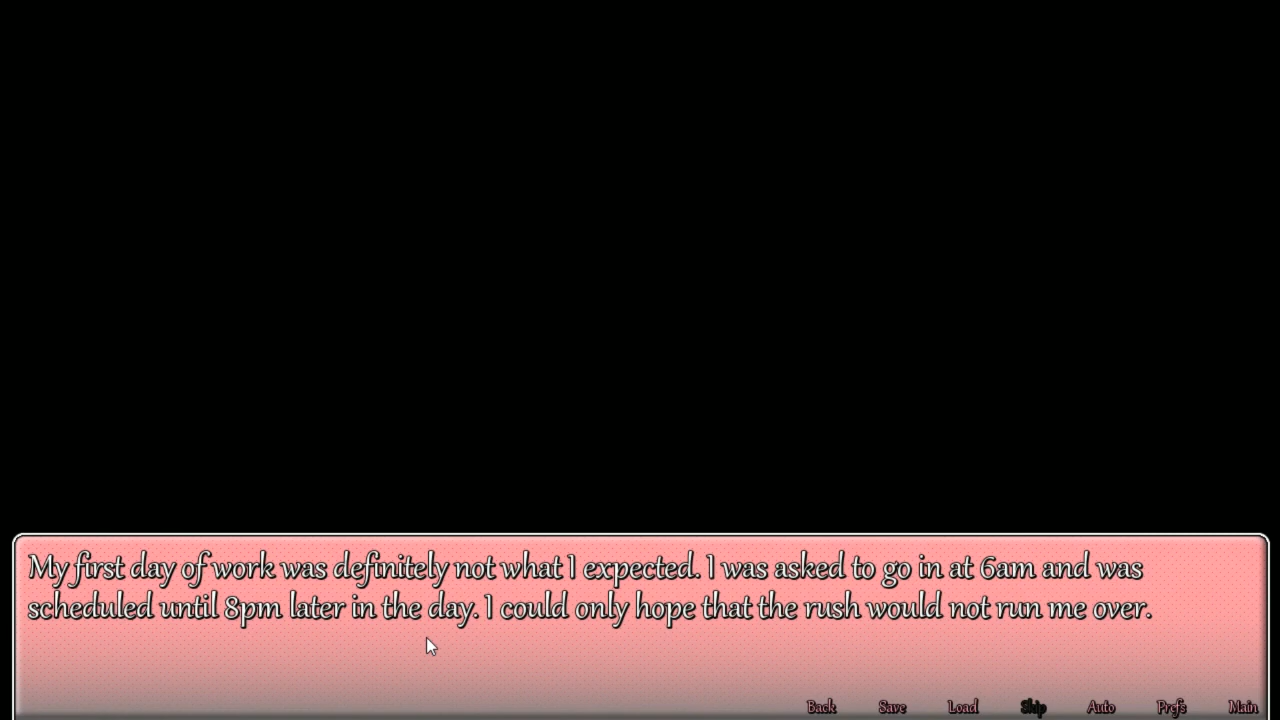 My first day of work was definitely not what I expected. I was asked to go in at 6am and was
scheduled until 8pm later in the day. I could only hope that the rush would not run me over.
Back Save Load Skip Auto Prefs Main